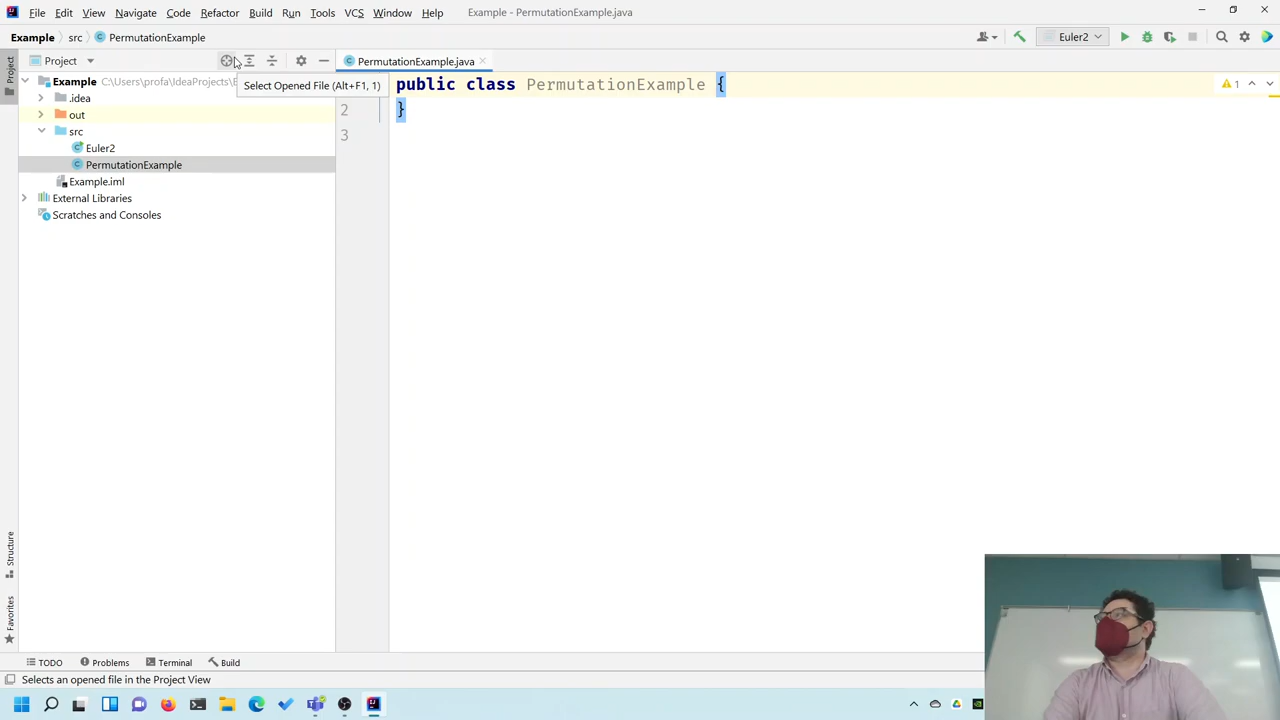 File Edit View Navigate Code Refactor Build Run Tools VCS Window Help Example - PermutationExample.java
Example src PermutationExample Euler2
Project PermutationExample.java
Example C:\Users\profa\IdeaProjects\E
Select Opened File (Alt+F1, 1)
public class PermutationExample {
1
.idea
out
2 }
src
3
Euler2
PermutationExample
Example.iml
External Libraries
Scratches and Consoles
Project
Structure
Favorites
TODO Problems Terminal Build
Selects an opened file in the Project View